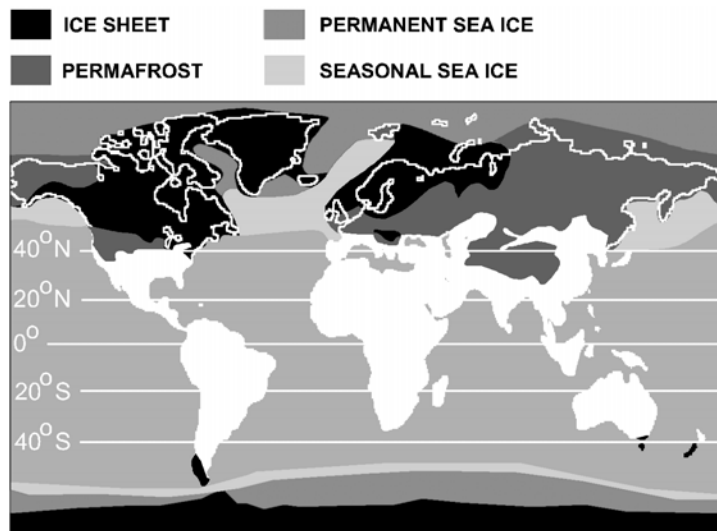 ICE SHEET
PERMANENT SEA ICE
PERMAFROST
SEASONAL SEA ICE
40°N
20°N
0°
20°S
40°S